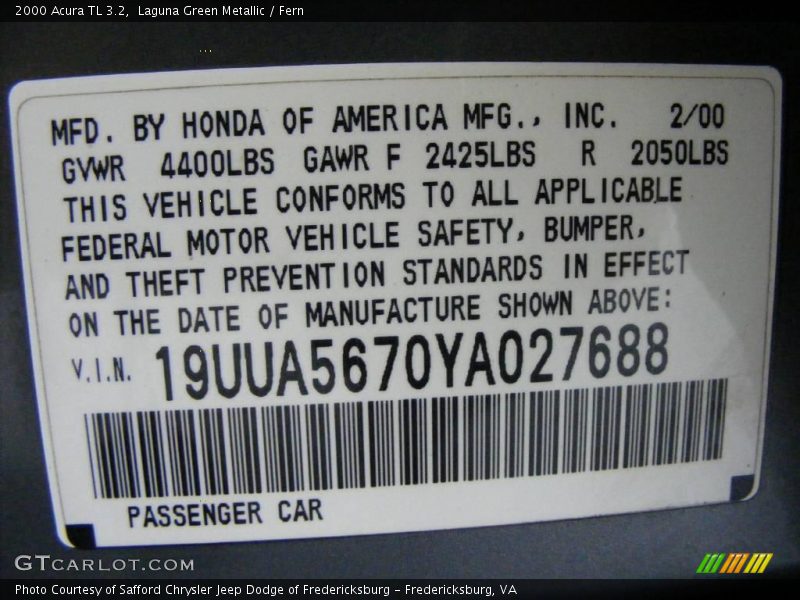 2000 Acura TL 3.2,  Laguna Green Metallic / Fern
MFD. BY HONDA OF AMERICA MFG., INC. 2/00
GVWR 4400LBS GAWR F 2425LBS R 2050LBS
THIS VEHICLE CONFORMS TO ALL APPLICABLE
FEDERAL MOTOR VEHICLE SAFETY, BUMPER,
AND THEFT PREVENTION STANDARDS IN EFFECT
ON THE DATE OF MANUFACTURE SHOWN ABOVE:
V.I.N. 19UUA5670YA027688
PASSENGER CAR
GTCARLOT.COM
Photo Courtesy of Safford Chrysler Jeep Dodge of Fredericksburg – Fredericksburg, VA